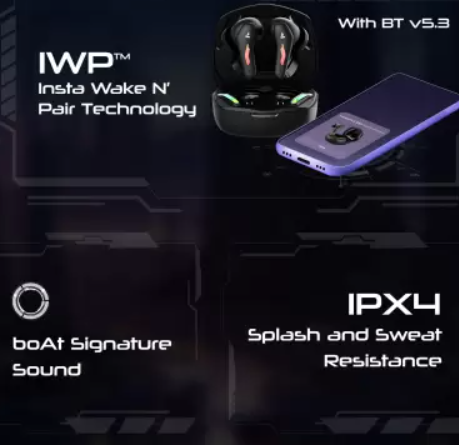 With BT v5.3
IWP™
Insta Wake N'
Pair Technology
boAt Signature
Sound
IPX4
Splash and Sweat
Resistance